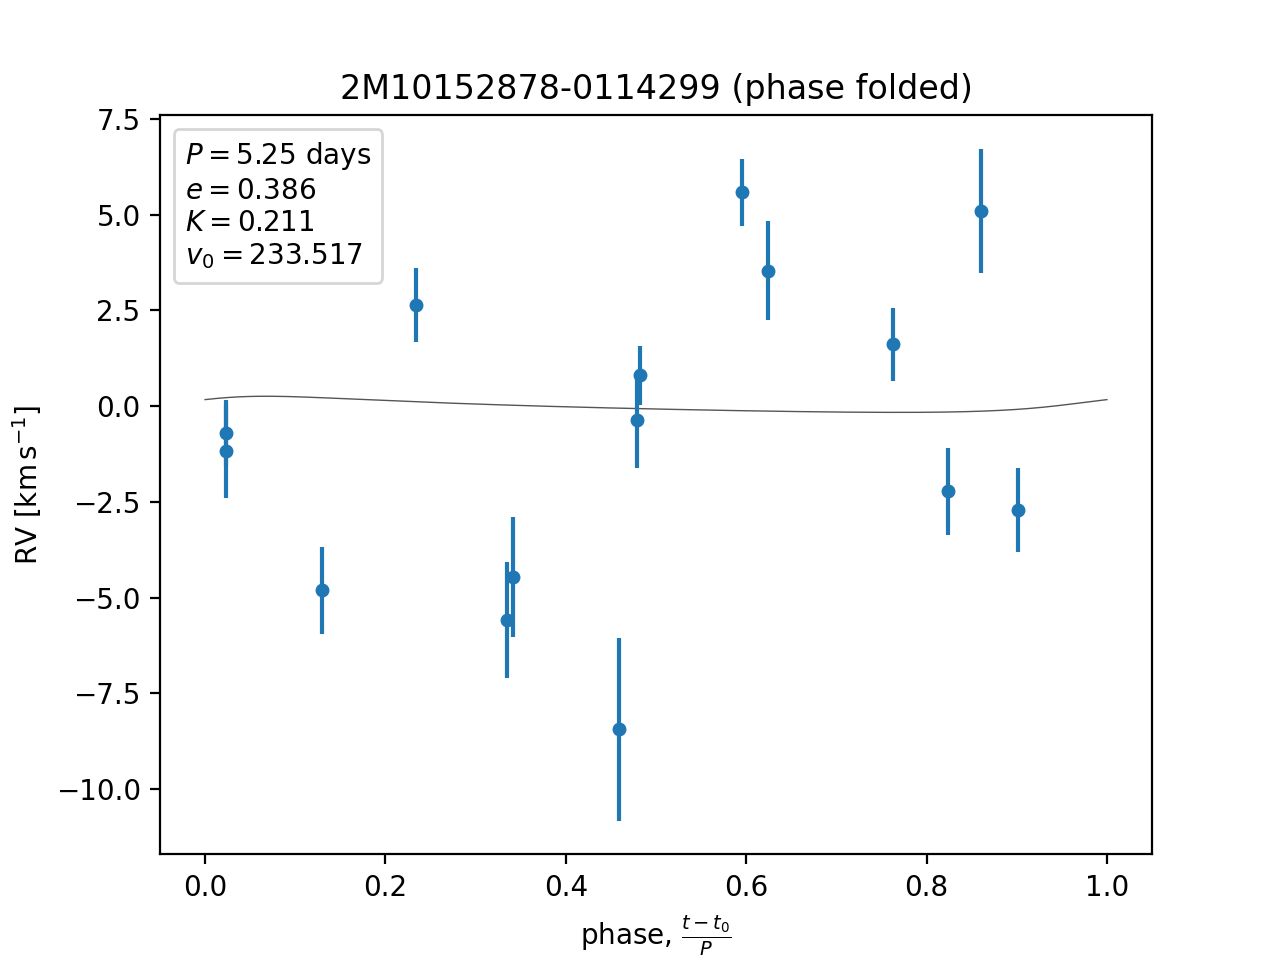 2M10152878-0114299 (phase folded)
P = 5.25 days
e = 0.386
K = 0.211
v₀ = 233.517
7.5
5.0
2.5
0.0
−2.5
−5.0
−7.5
−10.0
RV [km s⁻¹]
0.0 0.2 0.4 0.6 0.8 1.0
phase, (t − t₀)/P